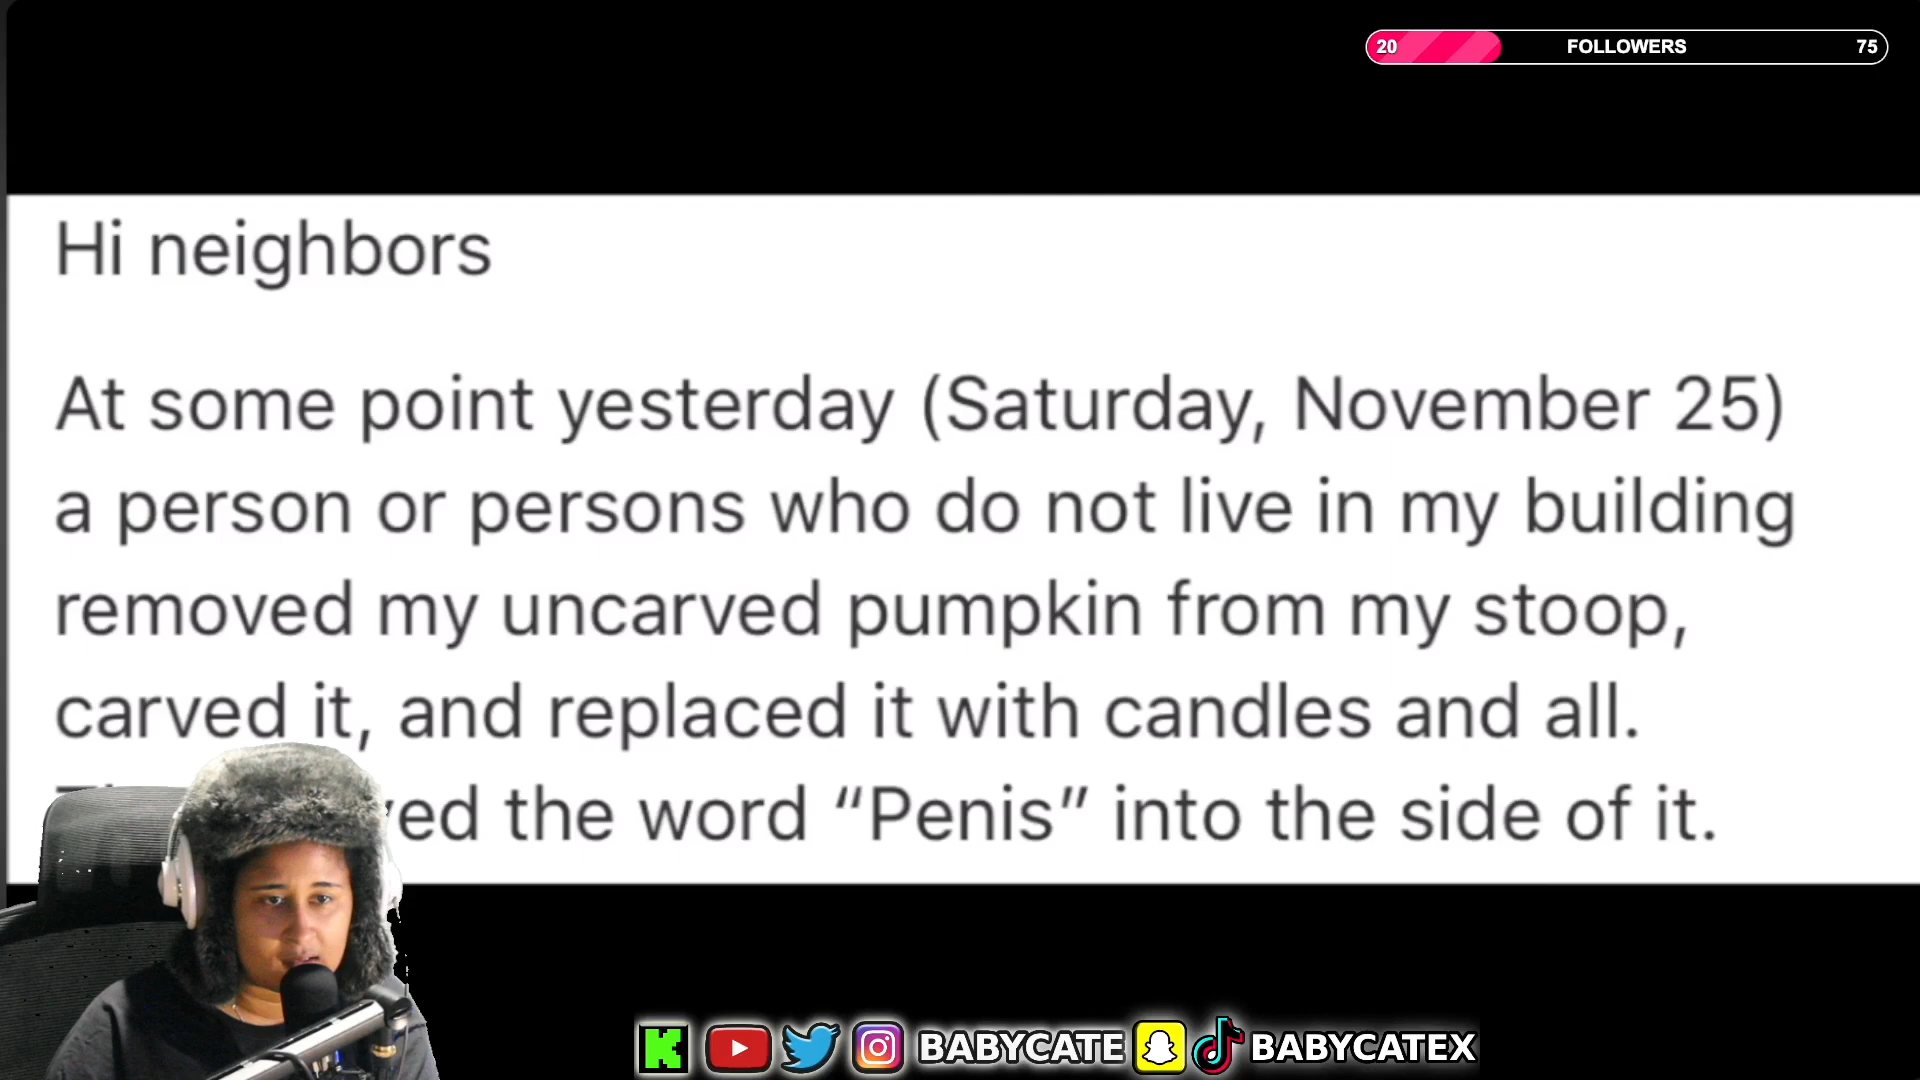 20 FOLLOWERS 75
Hi neighbors
At some point yesterday (Saturday, November 25)
a person or persons who do not live in my building
removed my uncarved pumpkin from my stoop,
carved it, and replaced it with candles and all.
the word “Penis” into the side of it.
BABYCATE BABYCATEX